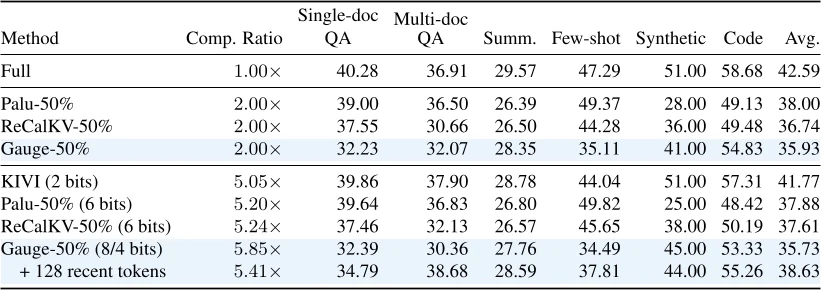 Method Comp. Ratio Single-doc QA Multi-doc QA Summ. Few-shot Synthetic Code Avg.
Full 1.00× 40.28 36.91 29.57 47.29 51.00 58.68 42.59
Palu-50% 2.00× 39.00 36.50 26.39 49.37 28.00 49.13 38.00
ReCalKV-50% 2.00× 37.55 30.66 26.50 44.28 36.00 49.48 36.74
Gauge-50% 2.00× 32.23 32.07 28.35 35.11 41.00 54.83 35.93
KIVI (2 bits) 5.05× 39.86 37.90 28.78 44.04 51.00 57.31 41.77
Palu-50% (6 bits) 5.20× 39.64 36.83 26.80 49.82 25.00 48.42 37.88
ReCalKV-50% (6 bits) 5.24× 37.46 32.13 26.57 45.65 38.00 50.19 37.61
Gauge-50% (8/4 bits) 5.85× 32.39 30.36 27.76 34.49 45.00 53.33 35.73
+ 128 recent tokens 5.41× 34.79 38.68 28.59 37.81 44.00 55.26 38.63